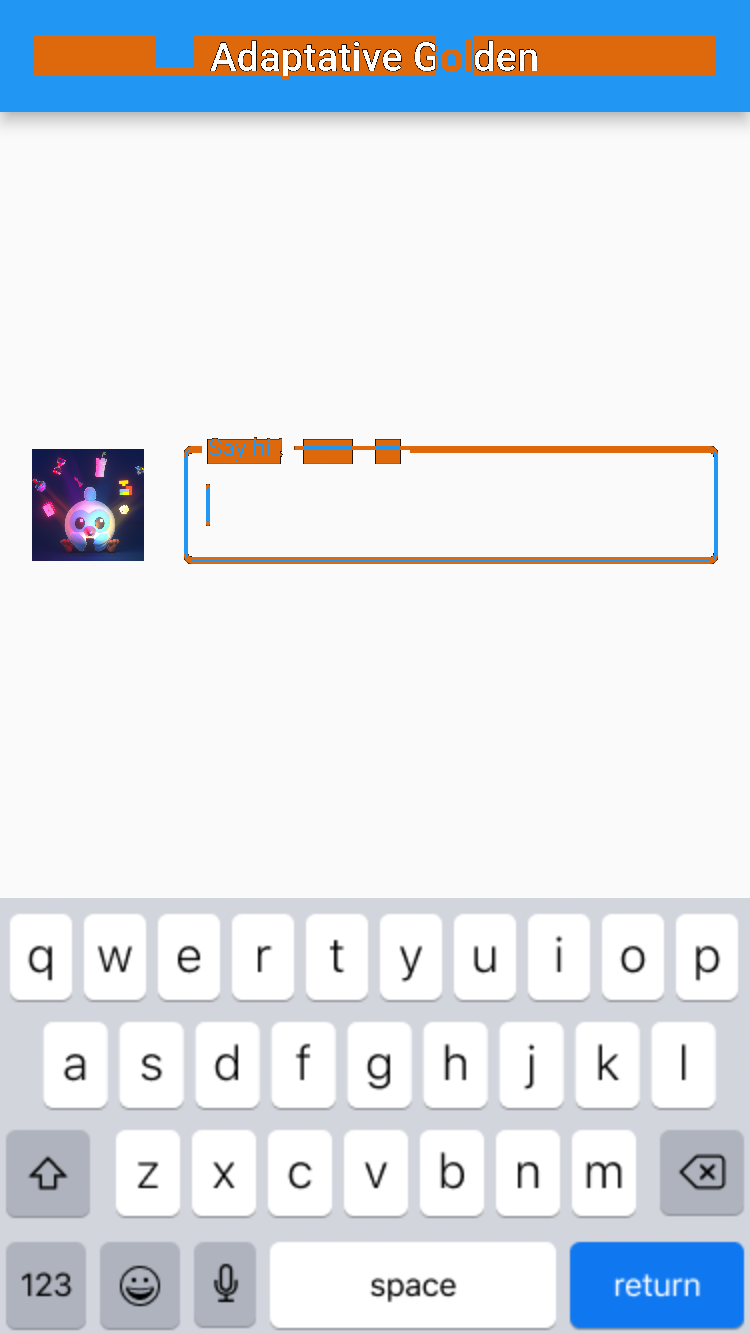 Adaptative Golden
Say hi !
q w e r t y u i o p
a s d f g h j k l
z x c v b n m
123 space return